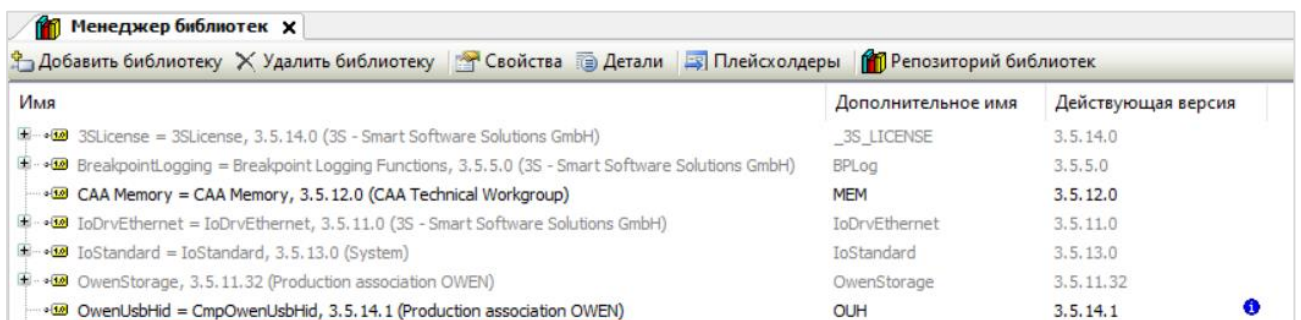 Менеджер библиотек X
Добавить библиотеку Удалить библиотеку Свойства Детали Плейсхолдеры Репозиторий библиотек
Имя Дополнительное имя Действующая версия
3SLicense = 3SLicense, 3.5.14.0 (3S - Smart Software Solutions GmbH) _3S_LICENSE 3.5.14.0
BreakpointLogging = Breakpoint Logging Functions, 3.5.5.0 (3S - Smart Software Solutions GmbH) BPLog 3.5.5.0
CAA Memory = CAA Memory, 3.5.12.0 (CAA Technical Workgroup) MEM 3.5.12.0
IoDrvEthernet = IoDrvEthernet, 3.5.11.0 (3S - Smart Software Solutions GmbH) IoDrvEthernet 3.5.11.0
IoStandard = IoStandard, 3.5.13.0 (System) IoStandard 3.5.13.0
OwenStorage, 3.5.11.32 (Production association OWEN) OwenStorage 3.5.11.32
OwenUsbHid = CmpOwenUsbHid, 3.5.14.1 (Production association OWEN) OUH 3.5.14.1